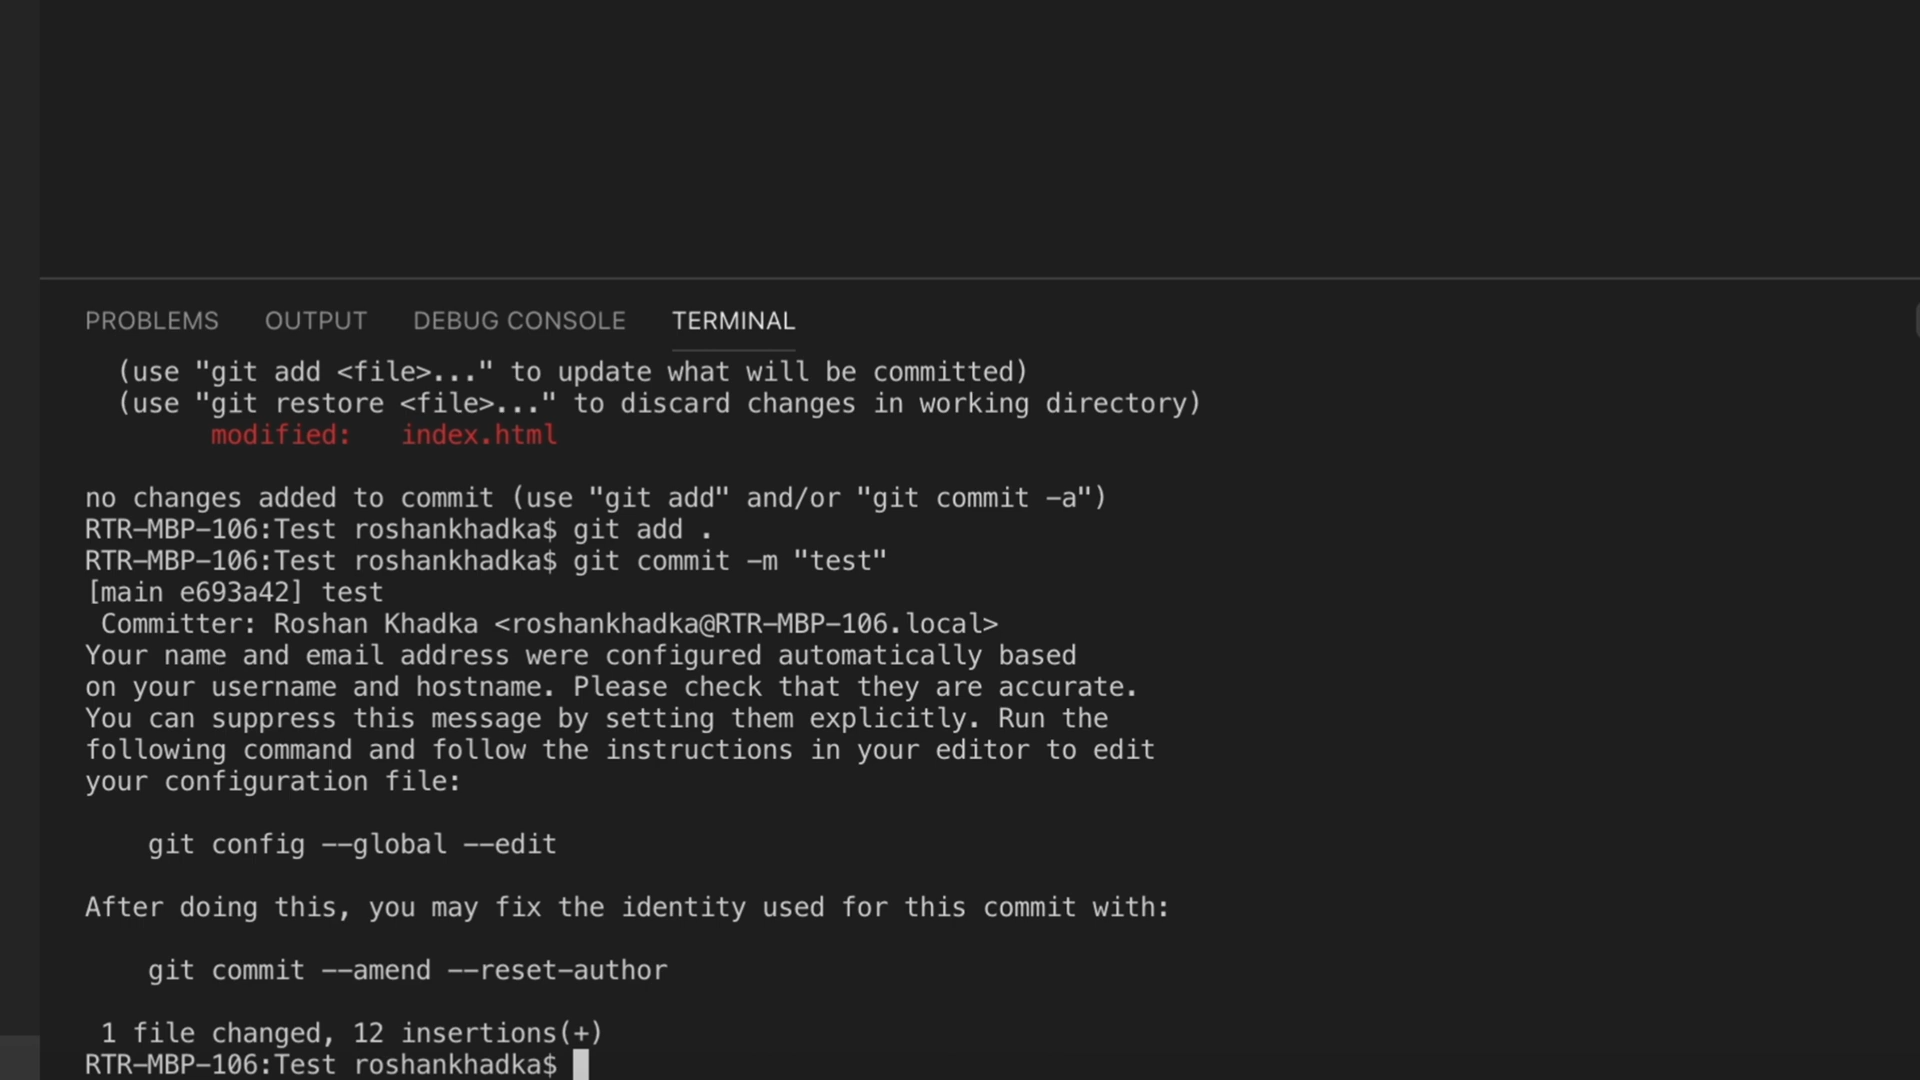 PROBLEMS OUTPUT DEBUG CONSOLE TERMINAL
(use "git add <file>..." to update what will be committed)
(use "git restore <file>..." to discard changes in working directory)
modified:   index.html
no changes added to commit (use "git add" and/or "git commit -a")
RTR-MBP-106:Test roshankhadka$ git add .
RTR-MBP-106:Test roshankhadka$ git commit -m "test"
[main e693a42] test
Committer: Roshan Khadka <roshankhadka@RTR-MBP-106.local>
Your name and email address were configured automatically based
on your username and hostname. Please check that they are accurate.
You can suppress this message by setting them explicitly. Run the
following command and follow the instructions in your editor to edit
your configuration file:
git config --global --edit
After doing this, you may fix the identity used for this commit with:
git commit --amend --reset-author
1 file changed, 12 insertions(+)
RTR-MBP-106:Test roshankhadka$